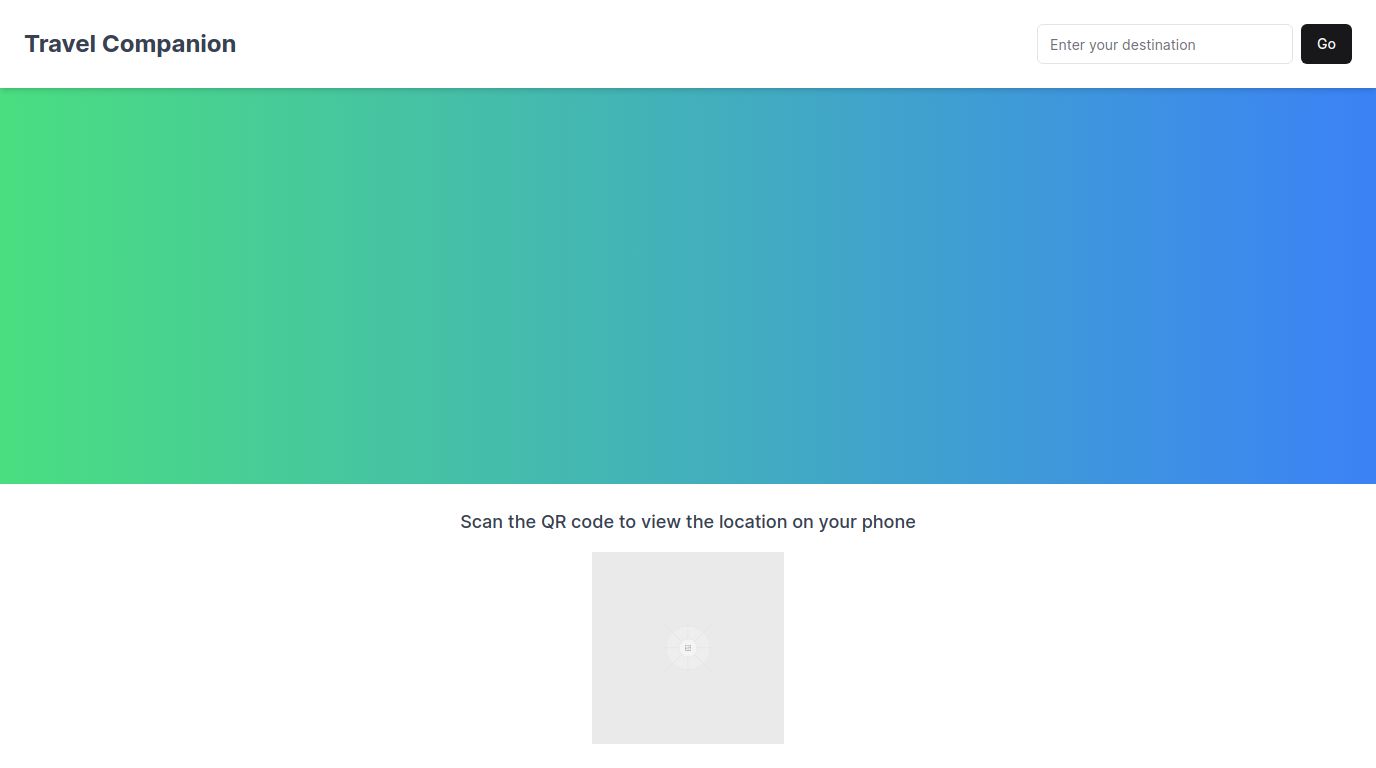 Travel Companion
Enter your destination
Go
Scan the QR code to view the location on your phone